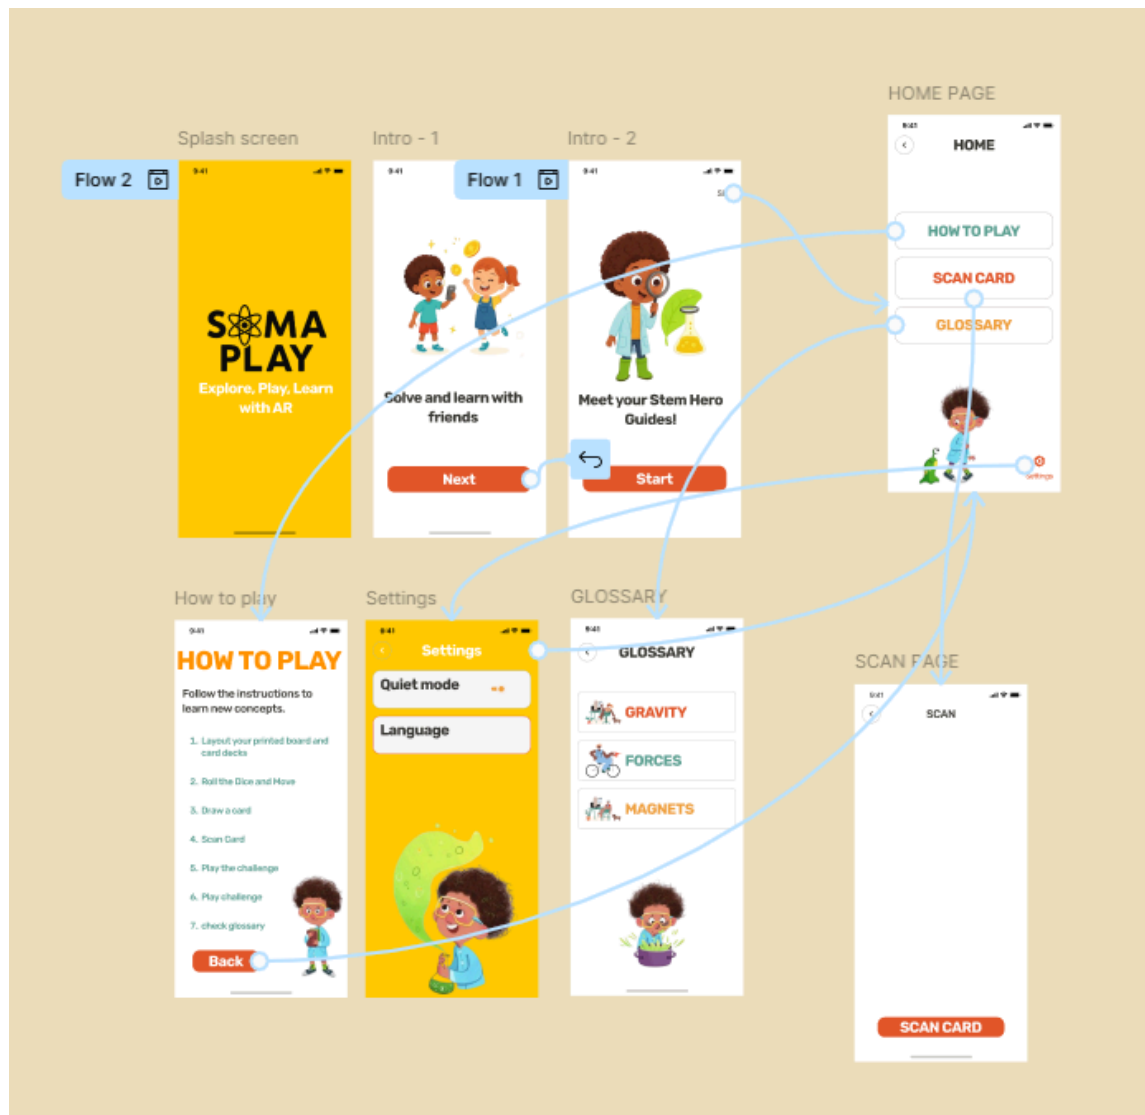 HOME PAGE
Splash screen
Intro - 1
Intro - 2
Flow 2
Flow 1
9:41
9:41
9:41
9:41
HOME
HOW TO PLAY
SCAN CARD
GLOSSARY
Settings
SOMA
PLAY
Explore, Play, Learn
with AR
Solve and learn with
friends
Next
Meet your Stem Hero
Guides!
Start
How to play
Settings
GLOSSARY
SCAN PAGE
9:41
HOW TO PLAY
Follow the instructions to
learn new concepts.
1. Layout your printed board and
card decks
2. Roll the Dice and Move
3. Draw a card
4. Scan Card
5. Play the challenge
6. Play challenge
7. check glossary
Back
9:41
Settings
Quiet mode
Language
9:41
GLOSSARY
GRAVITY
FORCES
MAGNETS
9:41
SCAN
SCAN CARD